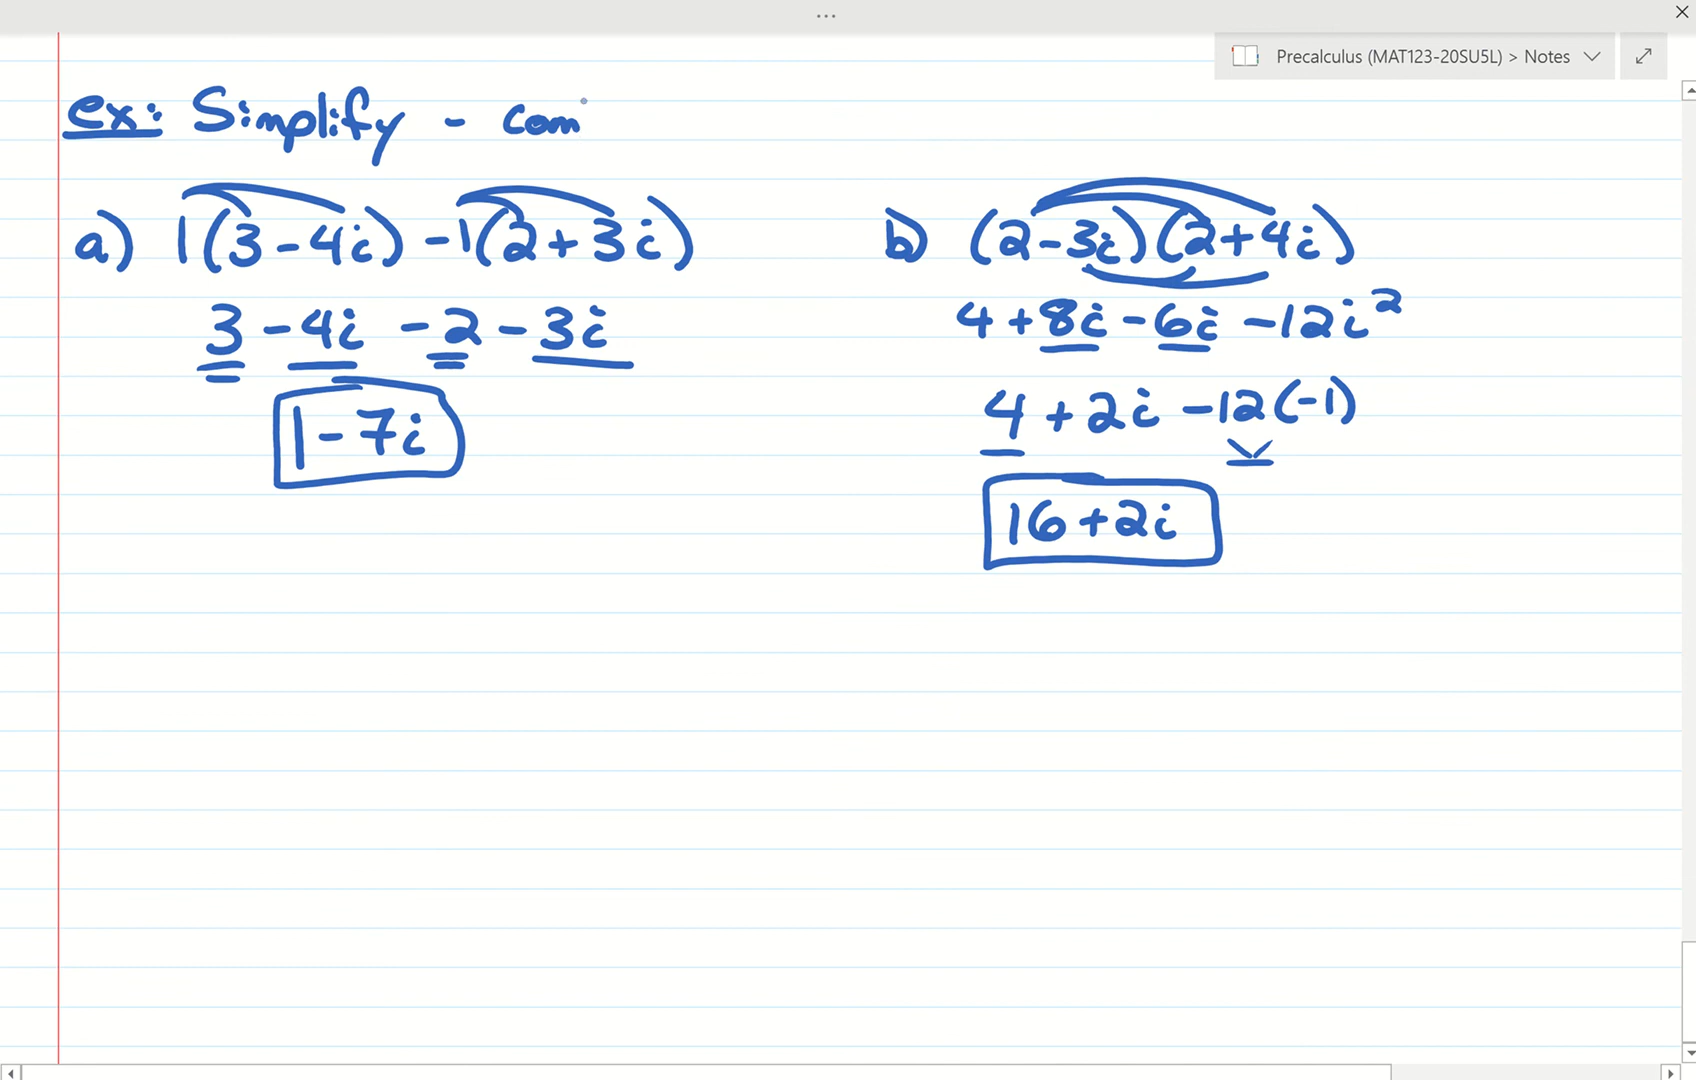 Precalculus (MAT123-20SU5L) > Notes
ex: Simplify - com
a) 1(3-4i) -1(2+3i)
3 - 4i - 2 - 3i
1 - 7i
b) (2-3i)(2+4i)
4 + 8i - 6i - 12i²
4 + 2i - 12(-1)
16 + 2i